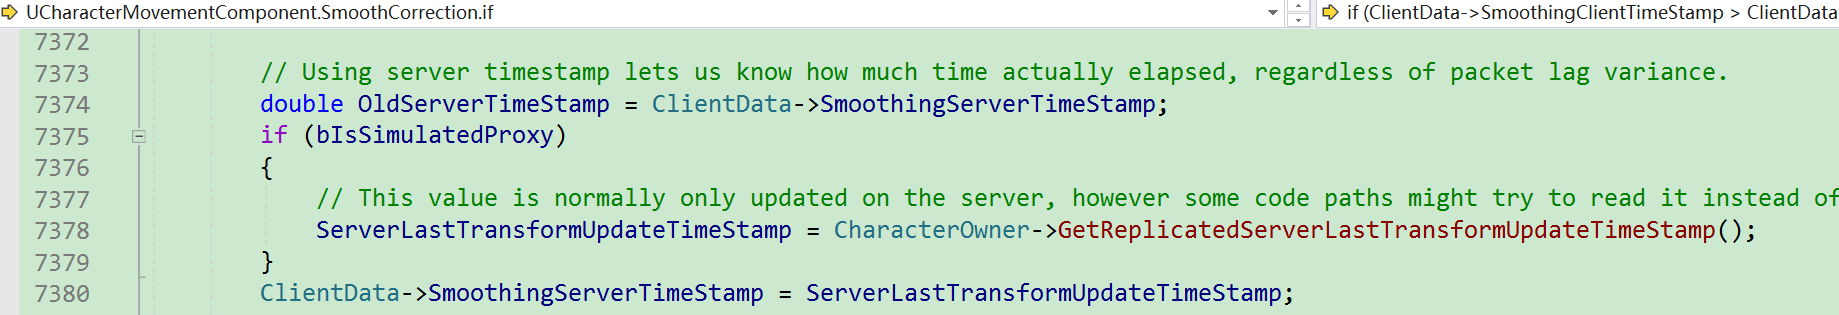 UCharacterMovementComponent.SmoothCorrection.if
if (ClientData->SmoothingClientTimeStamp > ClientData
7372
7373 // Using server timestamp lets us know how much time actually elapsed, regardless of packet lag variance.
7374 double OldServerTimeStamp = ClientData->SmoothingServerTimeStamp;
7375 if (bIsSimulatedProxy)
7376 {
7377 // This value is normally only updated on the server, however some code paths might try to read it instead of
7378 ServerLastTransformUpdateTimeStamp = CharacterOwner->GetReplicatedServerLastTransformUpdateTimeStamp();
7379 }
7380 ClientData->SmoothingServerTimeStamp = ServerLastTransformUpdateTimeStamp;